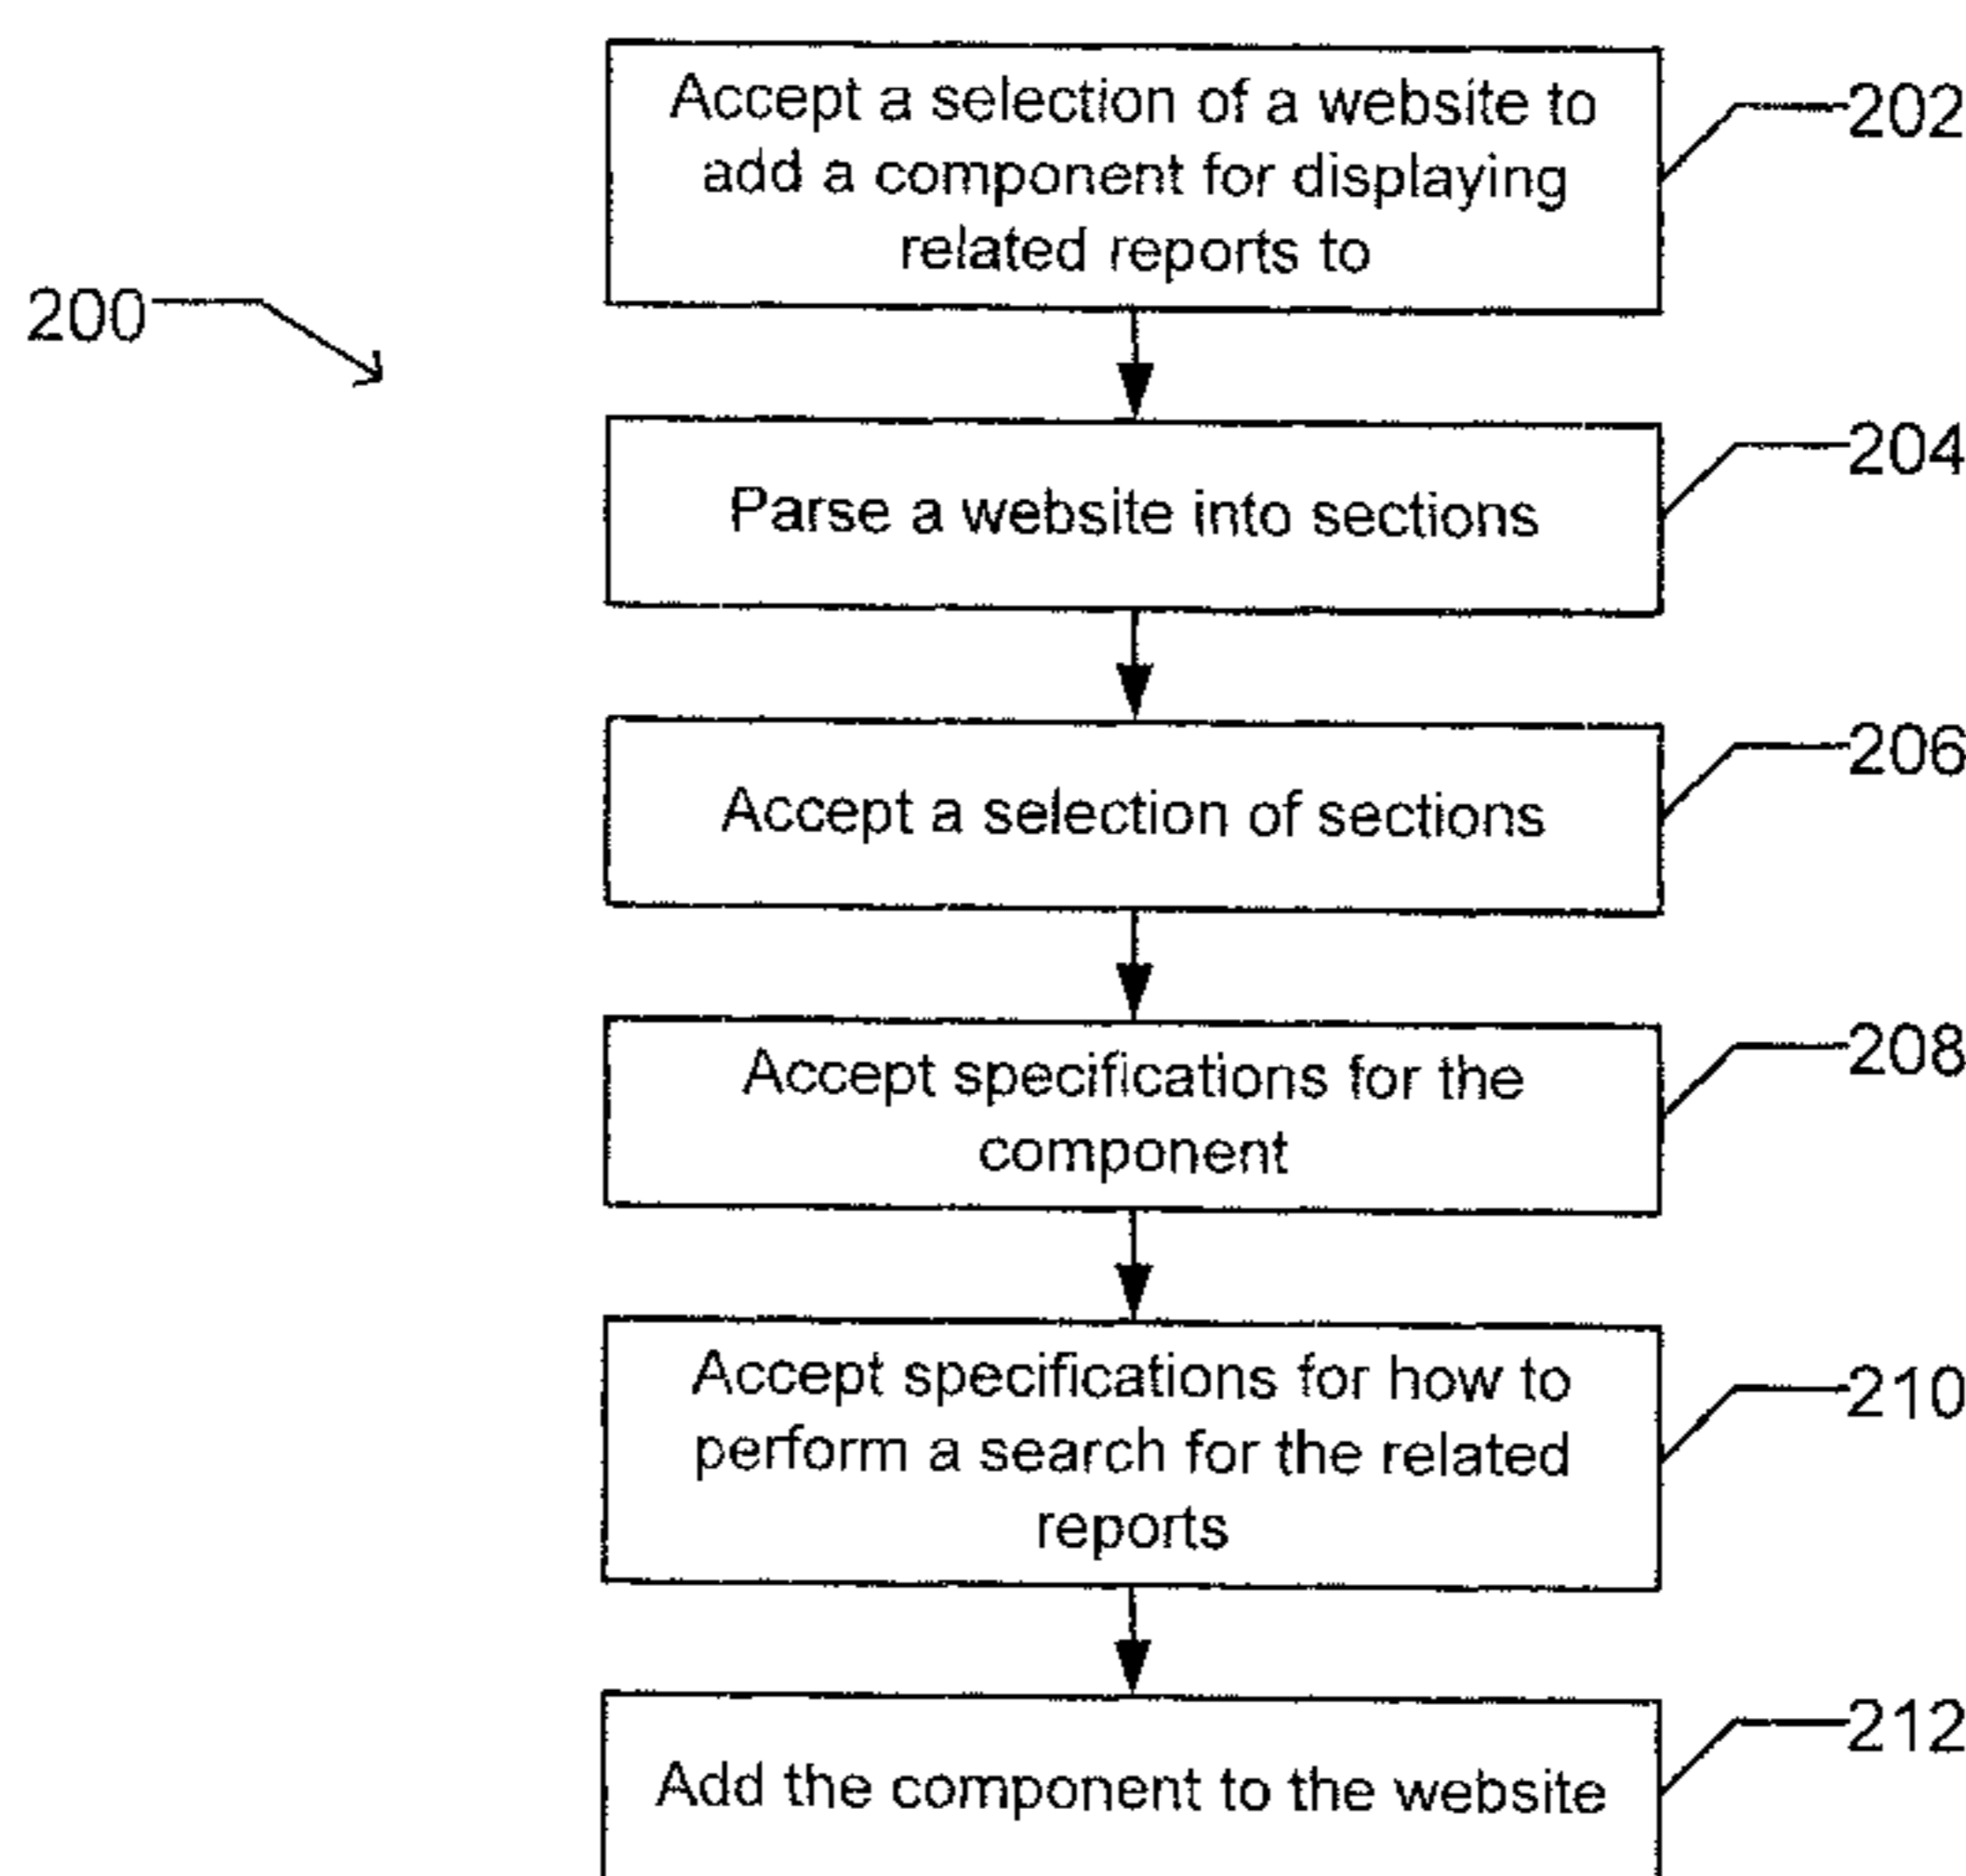 Accept a selection of a website to
add a component for displaying
related reports to
202
200
Parse a website into sections
204
Accept a selection of sections
206
Accept specifications for the
component
208
Accept specifications for how to
perform a search for the related
reports
210
Add the component to the website
212